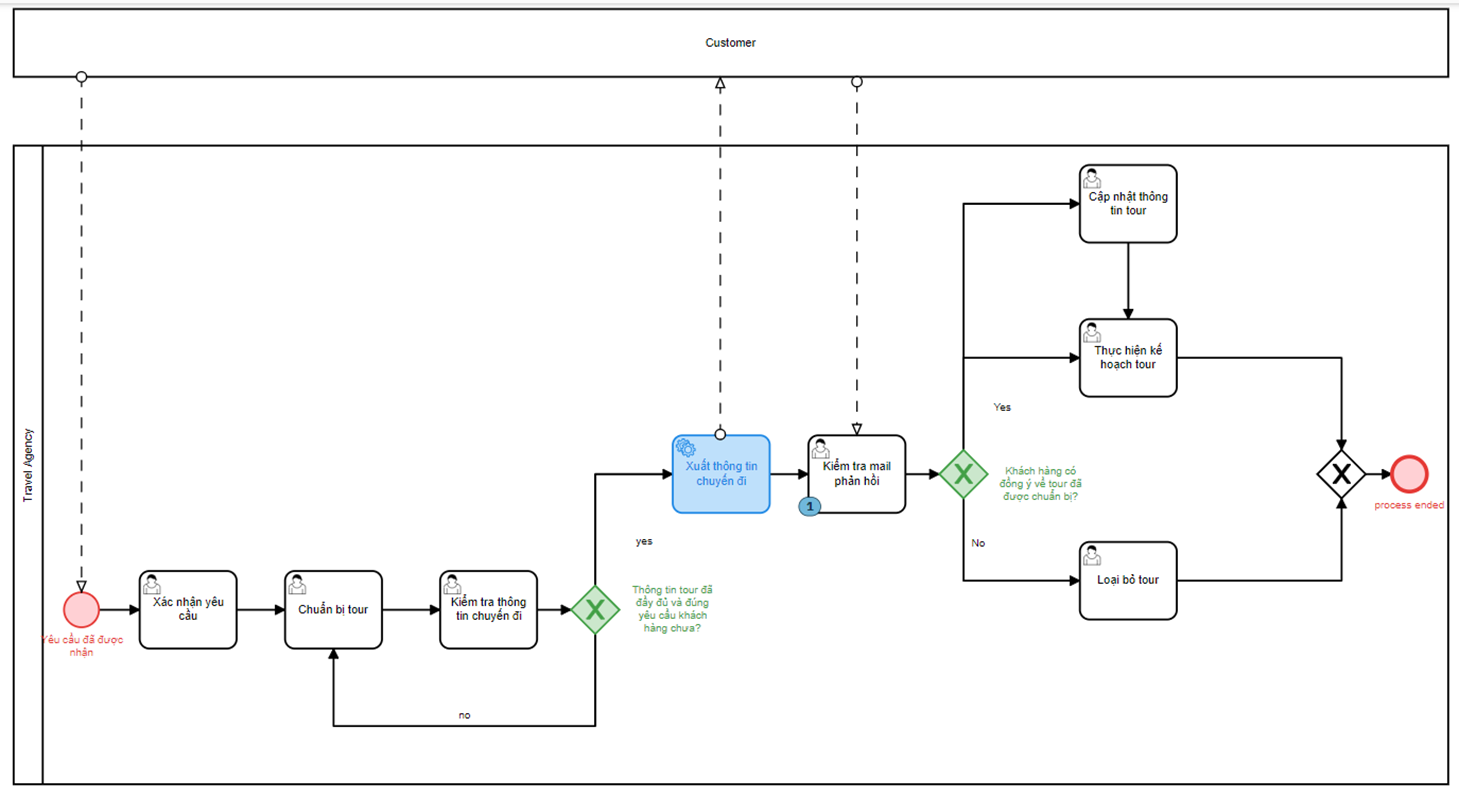 Customer
Travel Agency
Yêu cầu đã được
nhận
Xác nhận yêu
cầu
Chuẩn bị tour
Kiểm tra thông
tin chuyến đi
Thông tin tour đã
đầy đủ và đúng
yêu cầu khách
hàng chưa?
no
yes
Xuất thông tin
chuyến đi
Kiểm tra mail
phản hồi
1
Khách hàng có
đồng ý về tour đã
được chuẩn bị?
Yes
No
Cập nhật thông
tin tour
Thực hiện kế
hoạch tour
Loại bỏ tour
process ended